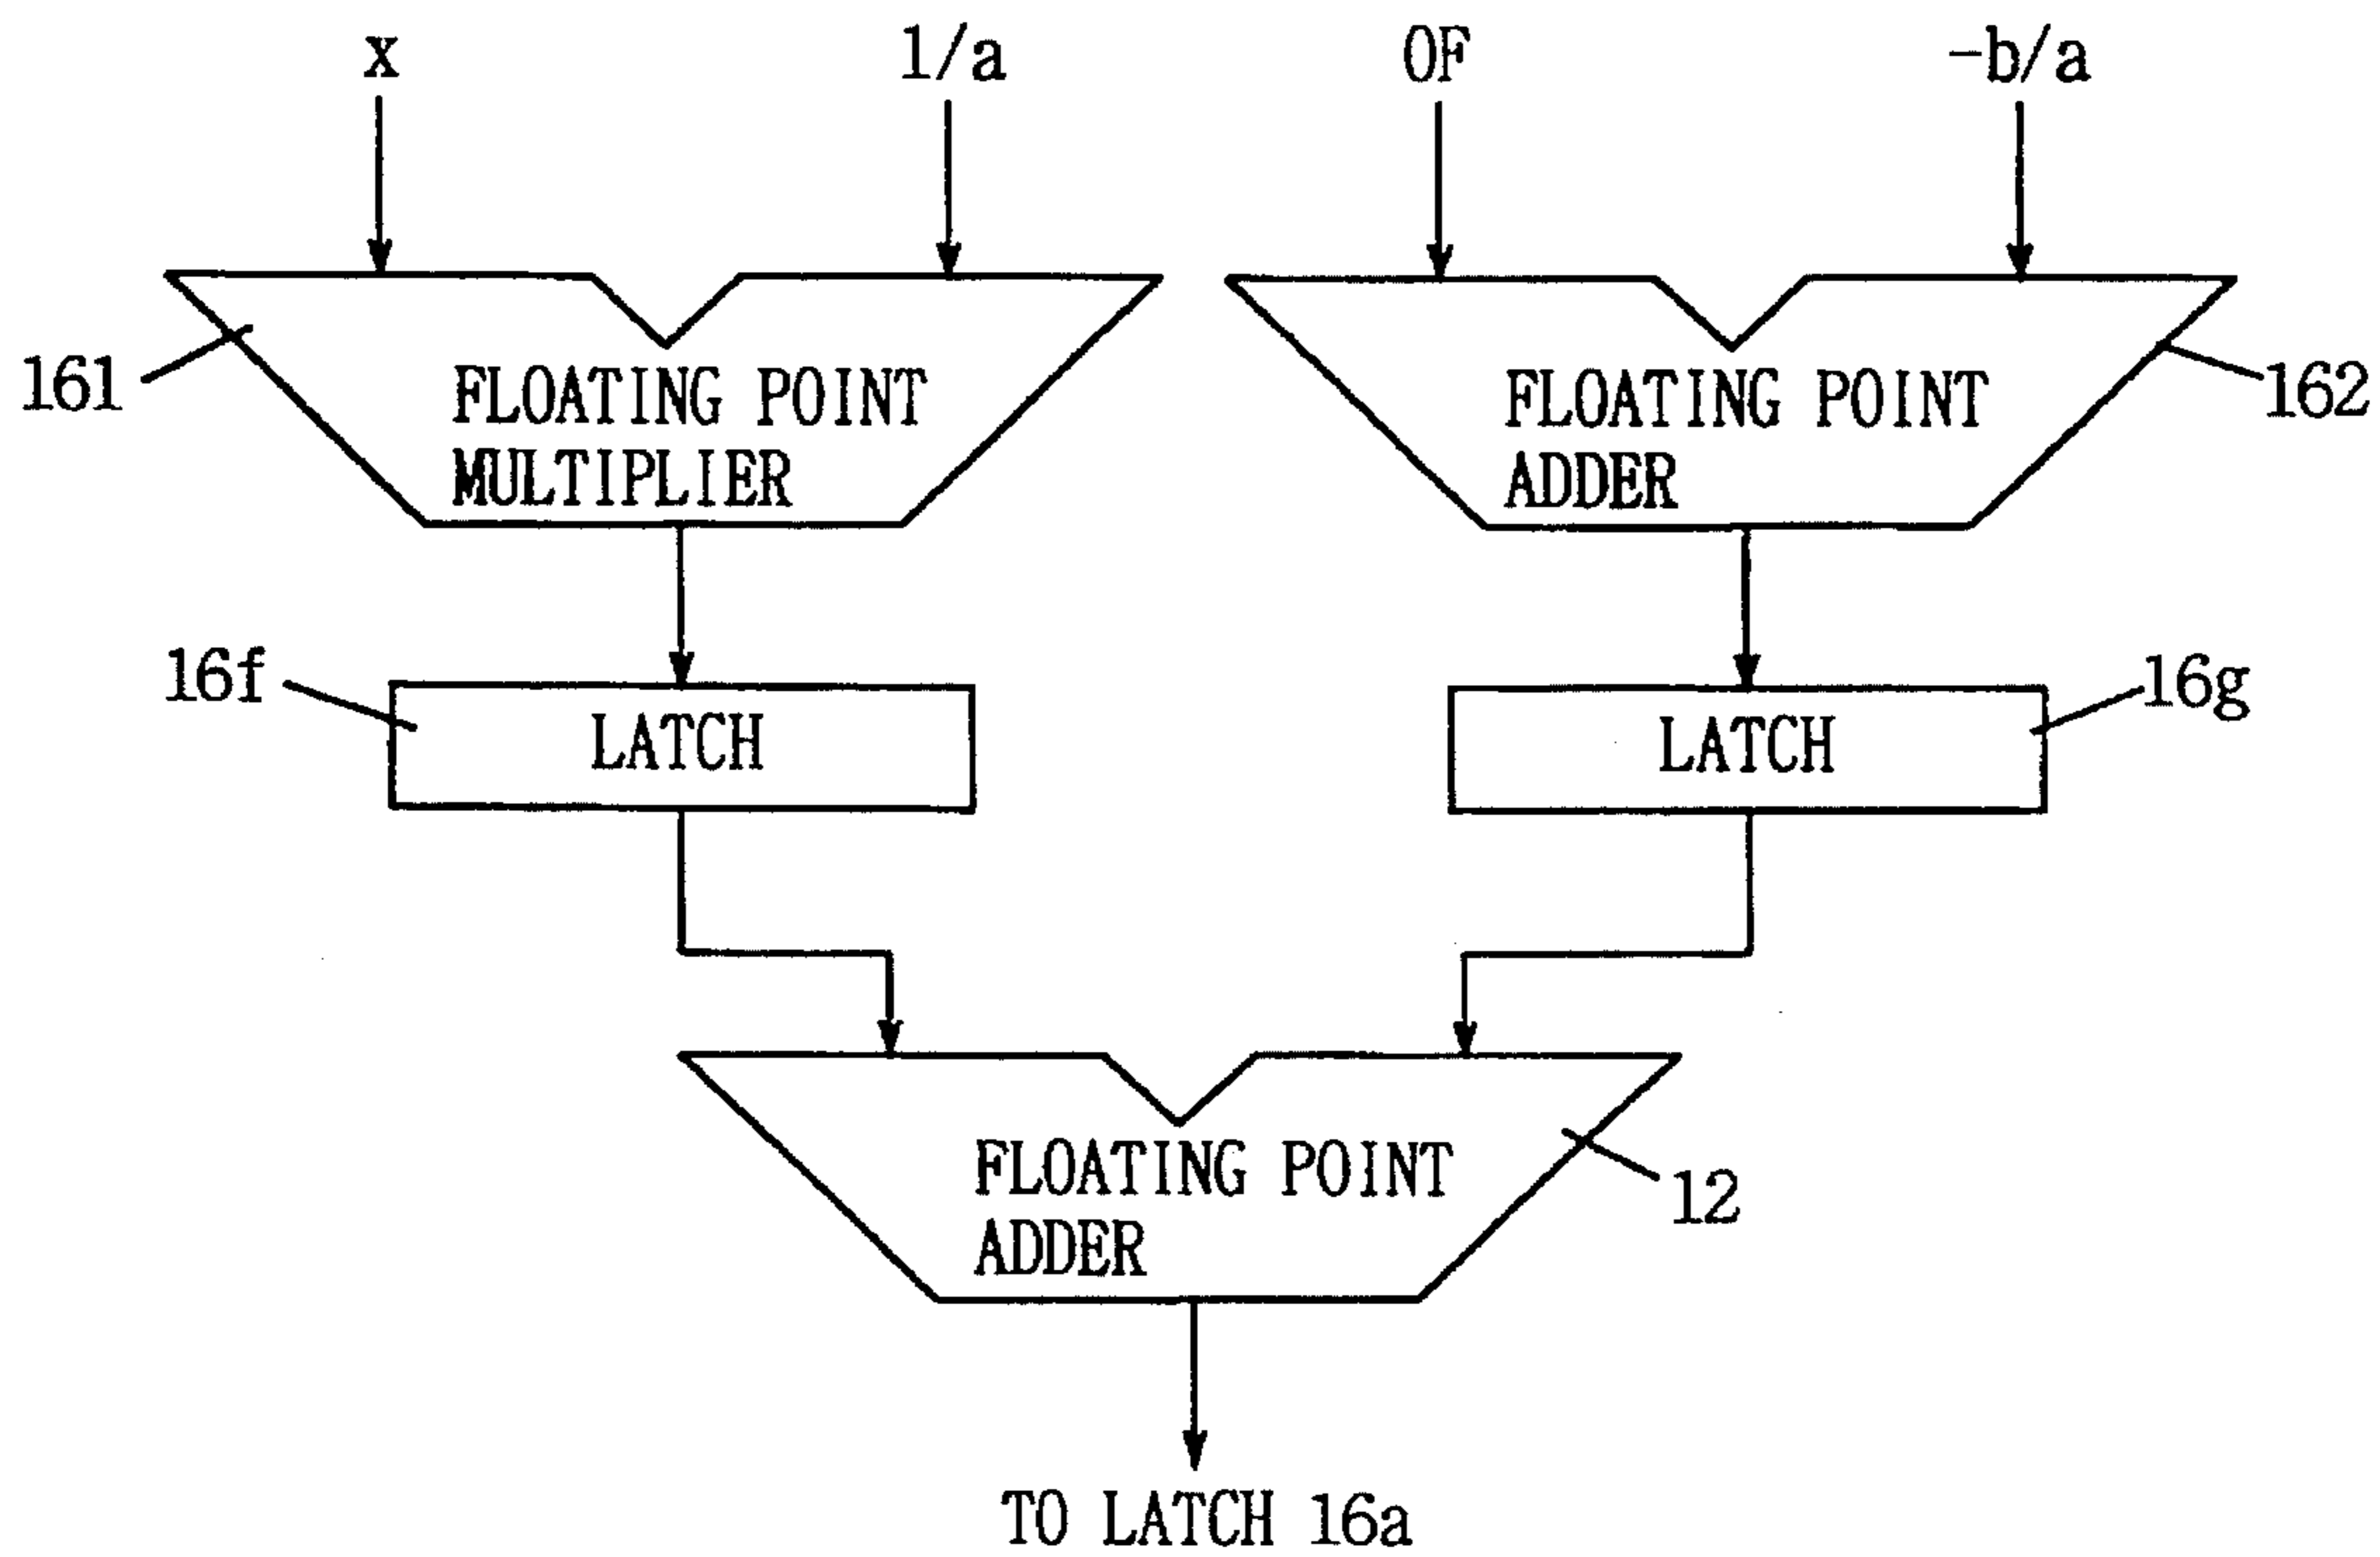 x
1/a
OF
-b/a
161
FLOATING POINT
MULTIPLIER
FLOATING POINT
ADDER
162
16f
LATCH
LATCH
16g
FLOATING POINT
ADDER
12
TO LATCH 16a